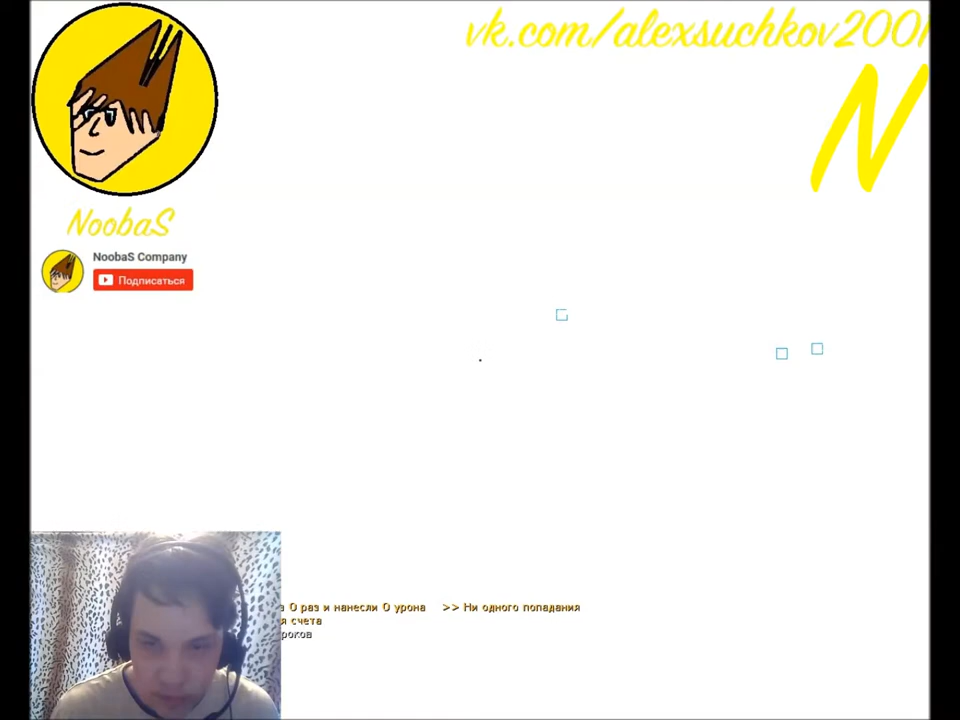 vk.com/alexsuchkov200
N
NoobaS
NoobaS Company
Подписаться
0 раз и нанесли 0 урона >> Ни одного попадания
я счета
роков